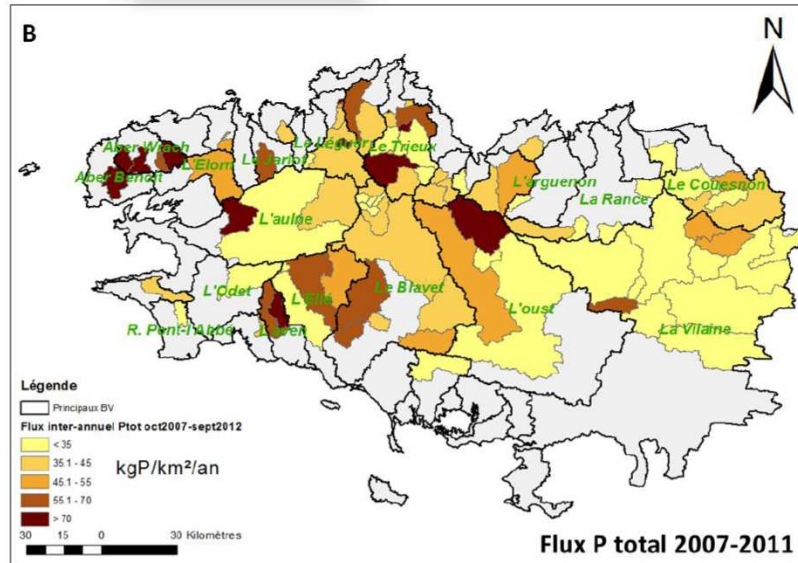 B
N
Aber Wrach
Aber Benoit
L'Elorn
Le Jarlot
Le Léguer
Le Trieux
L'arguenon
La Rance
Le Couesnon
L'aulne
L'Odet
L'Ellé
Le Blavet
L'oust
R. Pont-l'Abbé
L'aven
La Vilaine
Légende
Principaux BV
Flux inter-annuel Ptot oct2007-sept2012
< 35
35.1 - 45
45.1 - 55
55.1 - 70
> 70
kgP/km²/an
30 15 0 30 Kilomètres
Flux P total 2007-2011